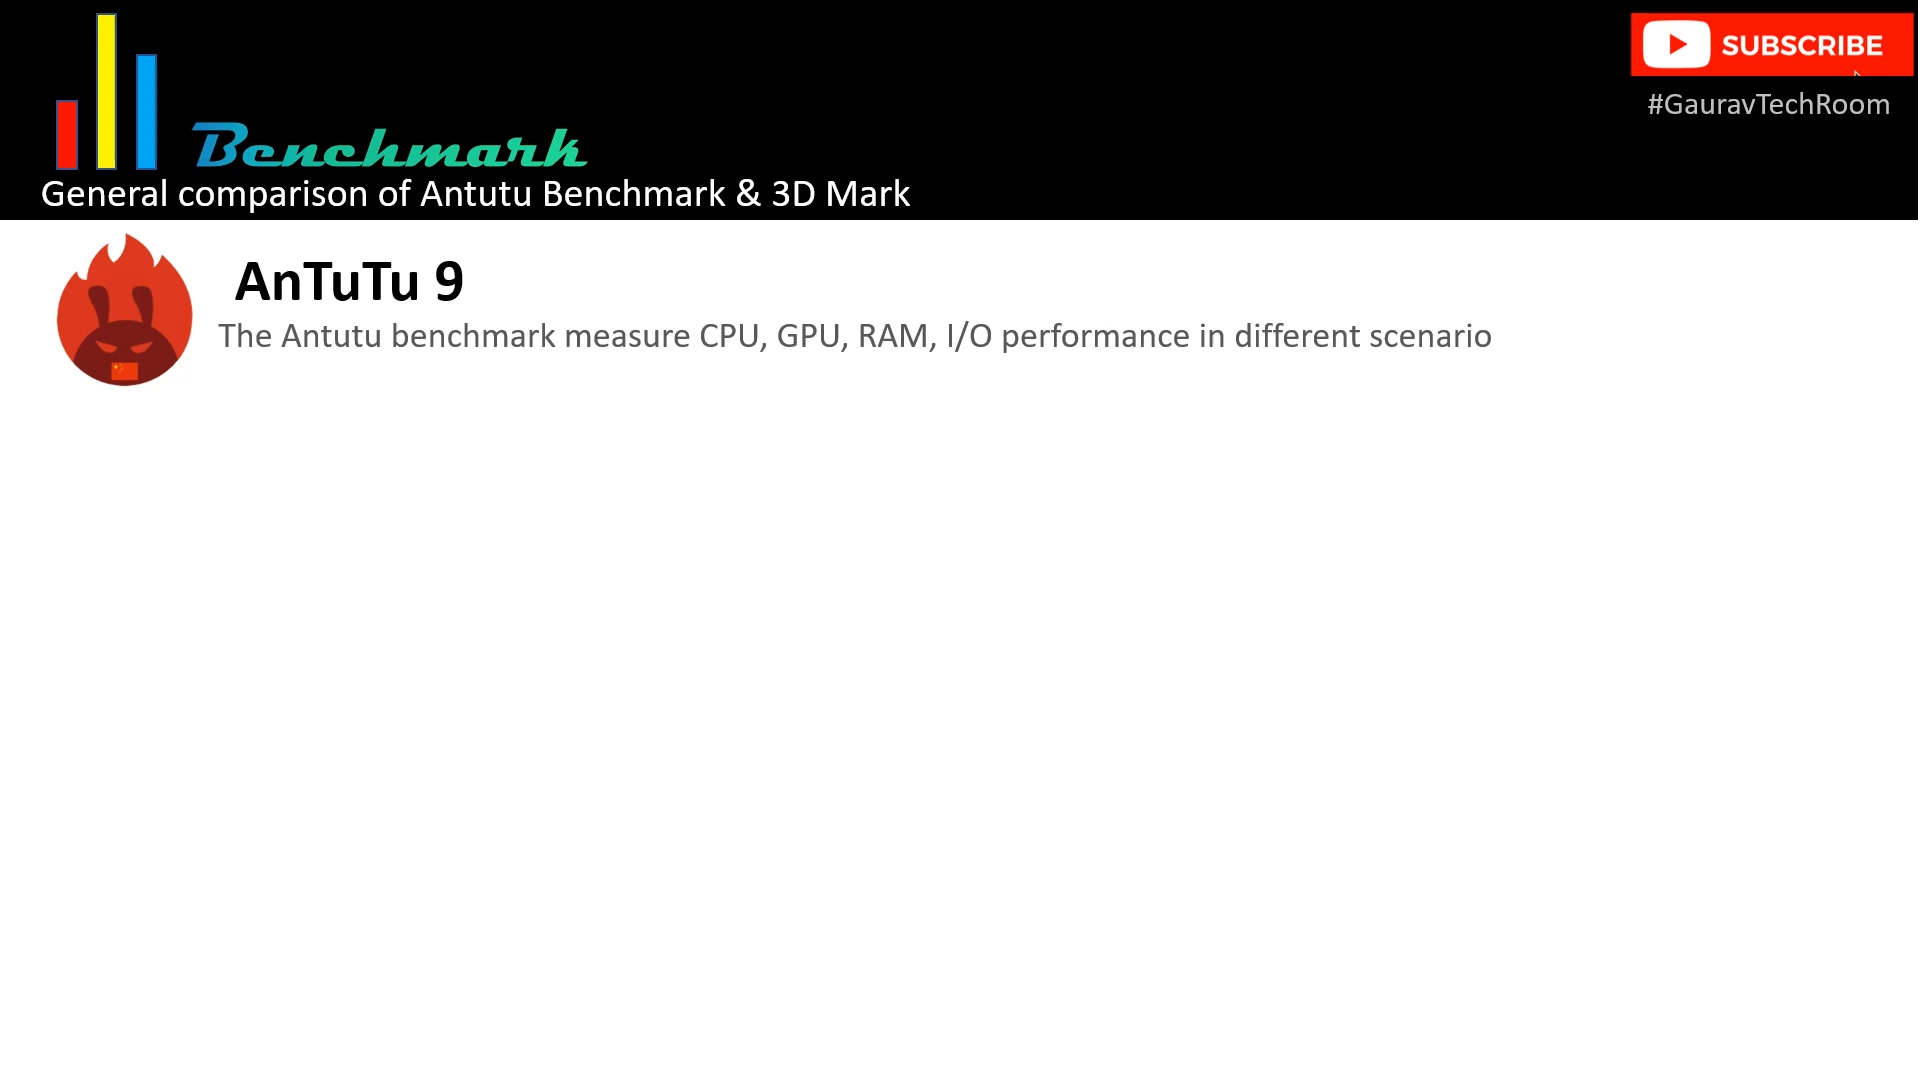 SUBSCRIBE
#GauravTechRoom
Benchmark
General comparison of Antutu Benchmark & 3D Mark
AnTuTu 9
The Antutu benchmark measure CPU, GPU, RAM, I/O performance in different scenario